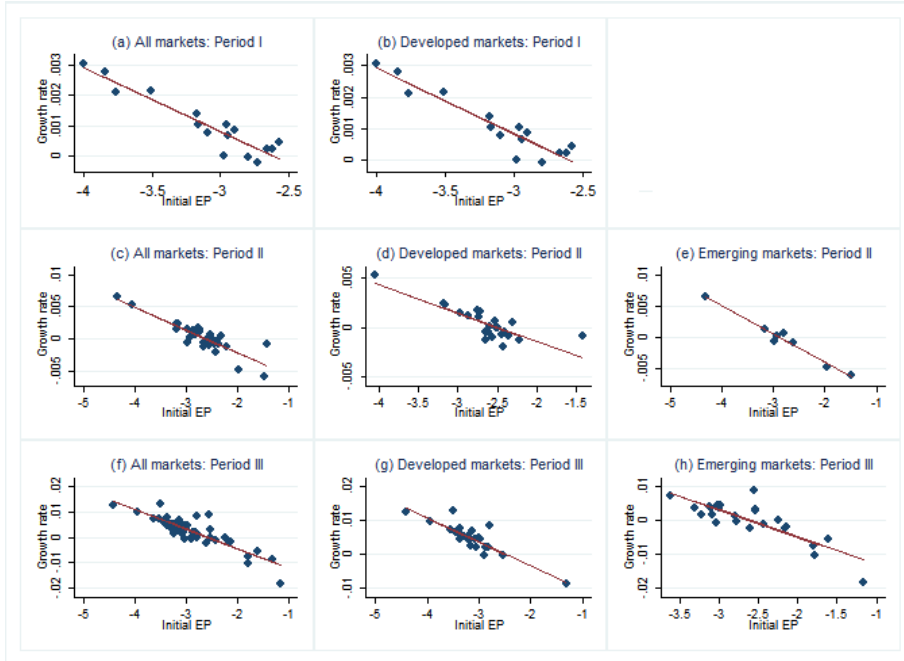 (a) All markets: Period I
Growth rate
.003
.002
.001
0
-4 -3.5 -3 -2.5
Initial EP
(b) Developed markets: Period I
Growth rate
.003
.002
.001
0
-4 -3.5 -3 -2.5
Initial EP
(c) All markets: Period II
Growth rate
.01
.005
0
-.005
-5 -4 -3 -2 -1
Initial EP
(d) Developed markets: Period II
Growth rate
.005
0
-.005
-4 -3.5 -3 -2.5 -2 -1.5
Initial EP
(e) Emerging markets: Period II
Growth rate
.01
.005
0
-.005
-5 -4 -3 -2 -1
Initial EP
(f) All markets: Period III
Growth rate
.02
.01
0
-.01
-.02
-5 -4 -3 -2 -1
Initial EP
(g) Developed markets: Period III
Growth rate
.02
.01
0
-.01
-5 -4 -3 -2 -1
Initial EP
(h) Emerging markets: Period III
Growth rate
.01
0
-.01
-.02
-3.5 -3 -2.5 -2 -1.5 -1
Initial EP